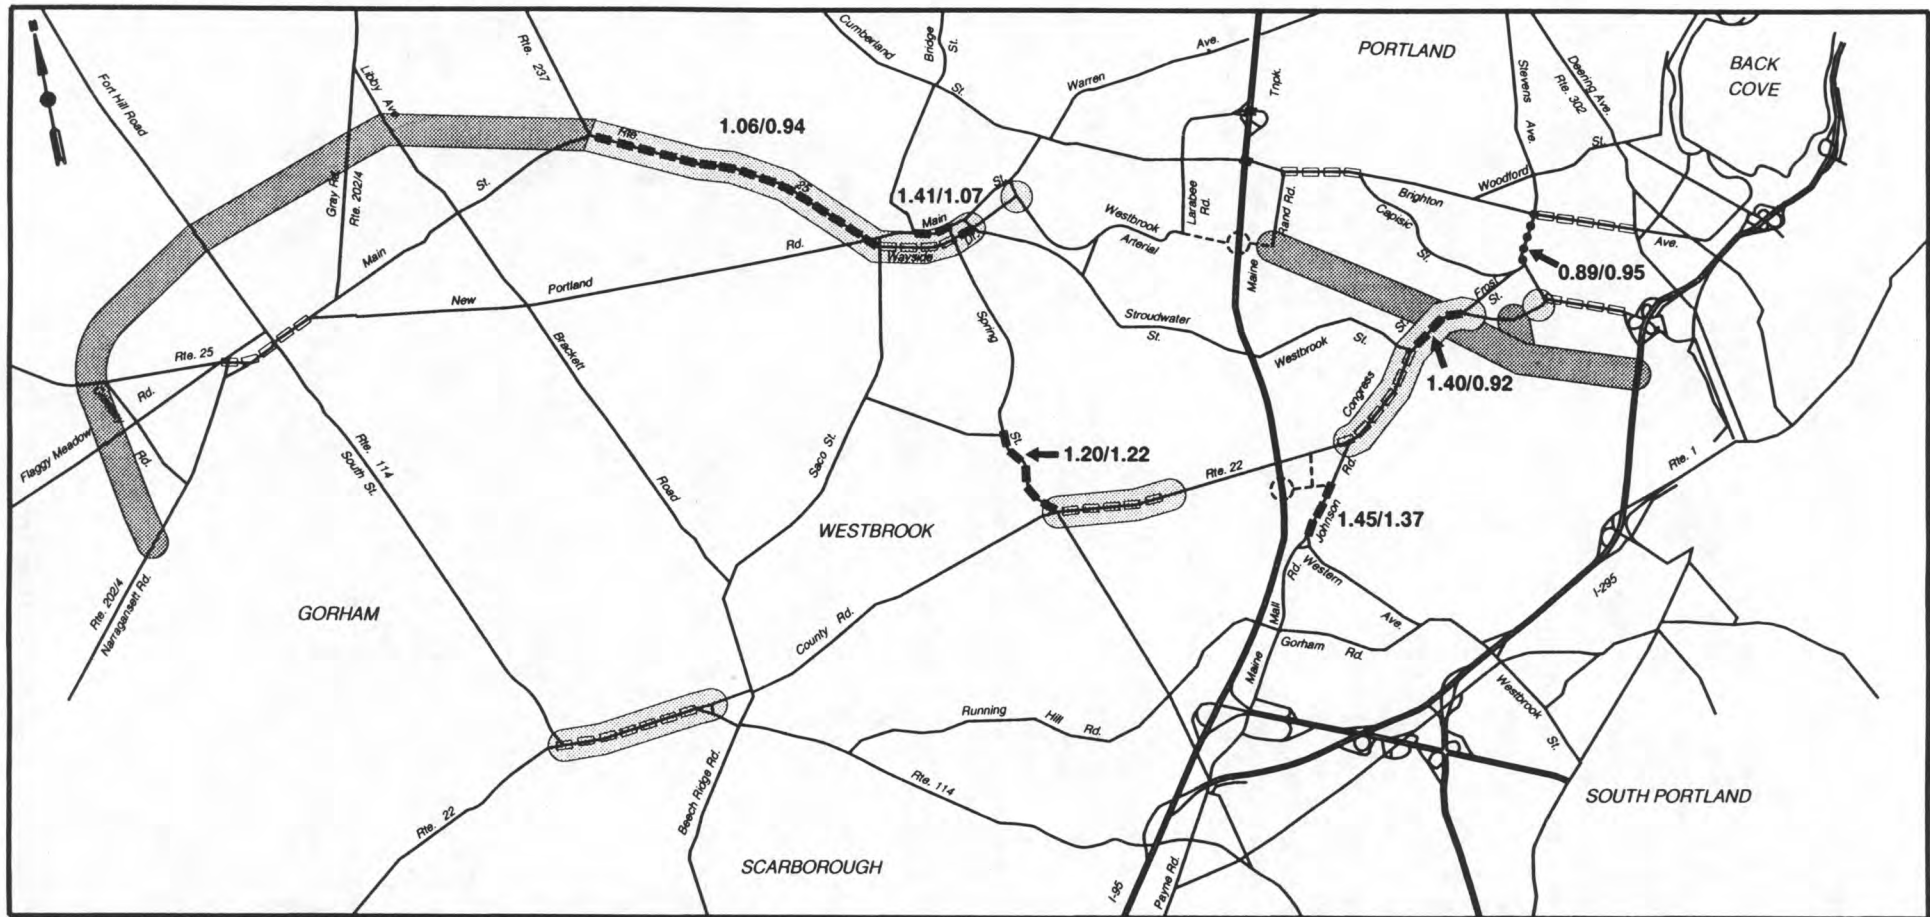 Cumberland
St.
Bridge
St.
Warren
Ave.
Tnpk.
PORTLAND
Stevens
Ave.
Deering Ave.
Rte. 302
BACK
COVE
Fort Hill Road
Libby Ave.
Rte. 237
Gray Rd.
Rte. 202/4
Rte.
25
1.06/0.94
1.41/1.07
Main
St.
Wayside
Dr.
Westbrook
Arterial
Larabee
Rd.
Rand Rd.
Maine
Brighton
Ave.
Woodford
St.
Capisic
St.
Frost
St.
0.89/0.95
Main
St.
New
Portland
Rd.
Rte. 25
Flaggy Meadow
Rd.
Rd.
Brackett
Road
Spring
St.
Stroudwater
St.
Westbrook
St.
Congress
St.
1.40/0.92
Rte. 114
South St.
Saco St.
1.20/1.22
Rte. 22
Rd.
Johnson
1.45/1.37
Rte. 1
WESTBROOK
Rte. 202/4
Narragansett Rd.
GORHAM
County
Rd.
Rd.
Western
Ave.
I-295
Mall
Maine
Gorham
Rd.
Westbrook
St.
Running
Hill
Rd.
Rte. 22
Beech Ridge Rd.
Rte. 114
SCARBOROUGH
I-95
Payne Rd.
SOUTH PORTLAND